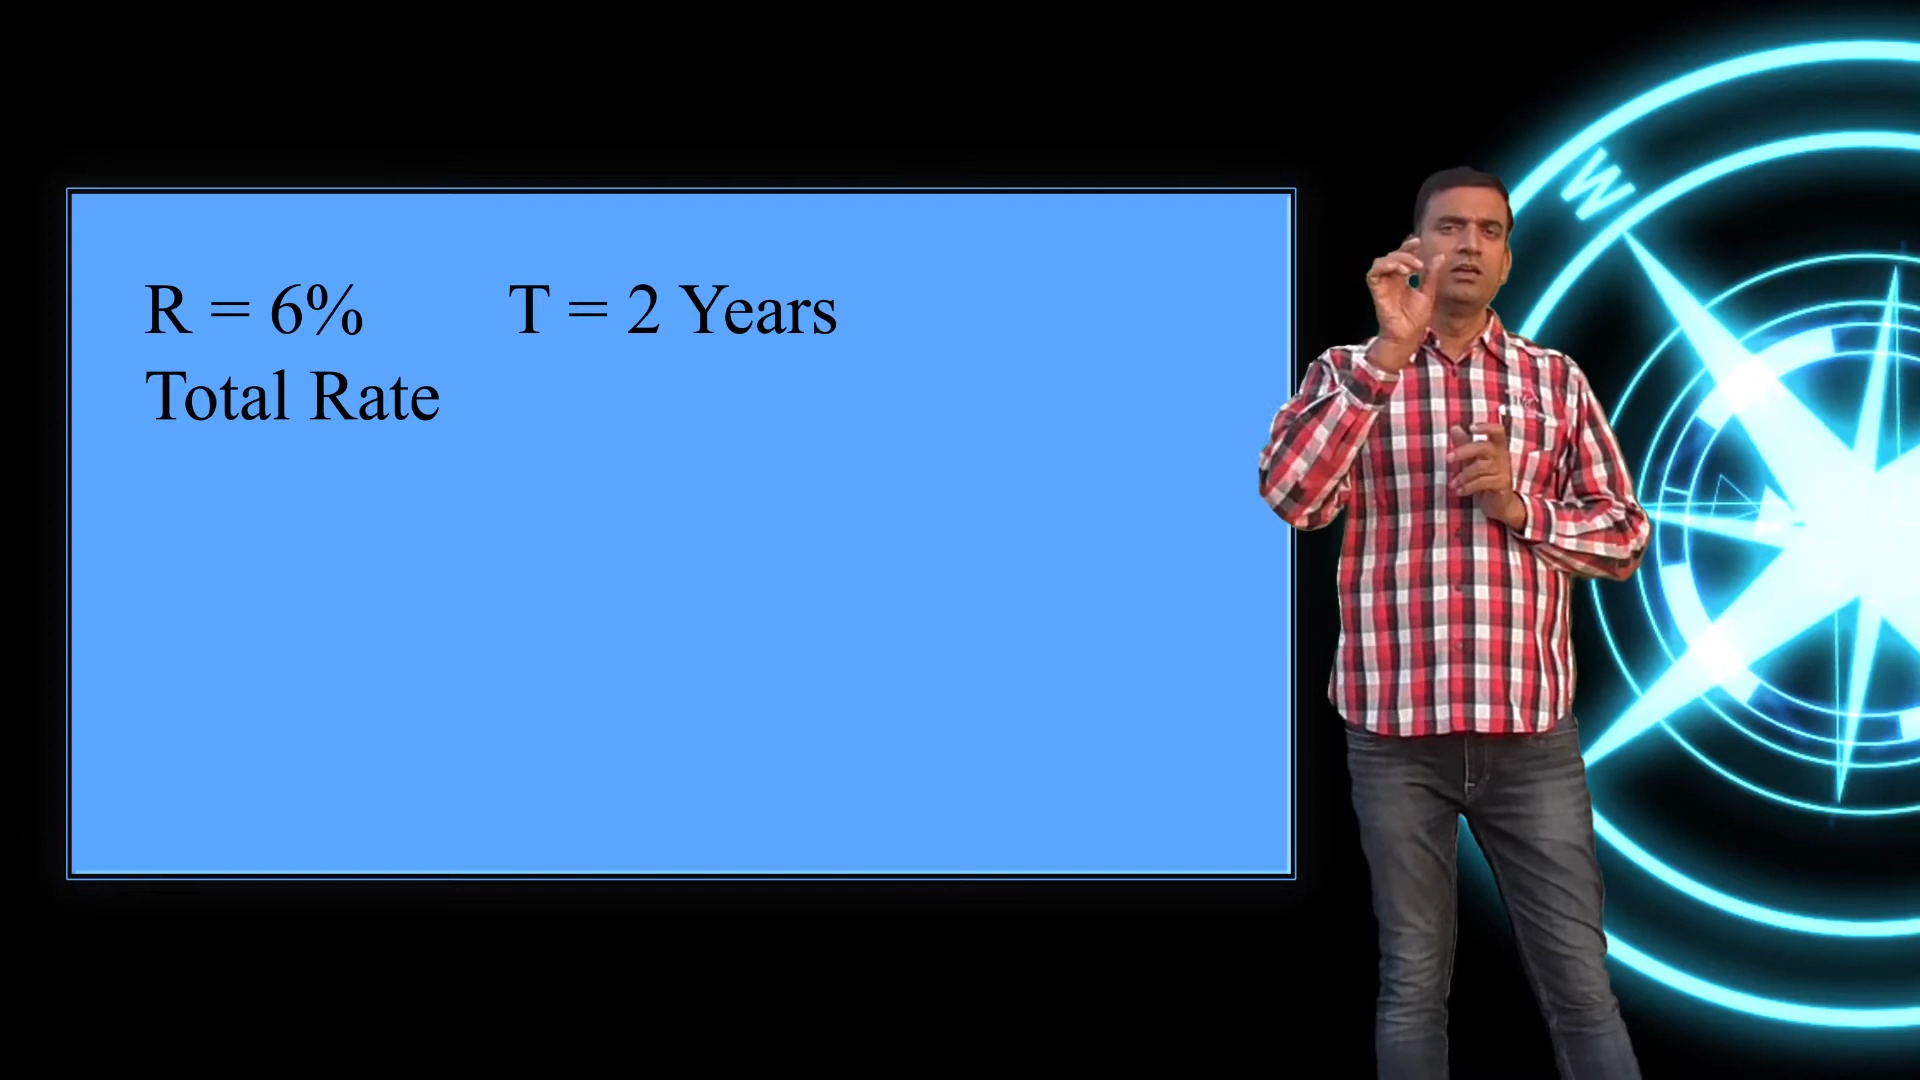 R = 6% T = 2 Years
Total Rate
W